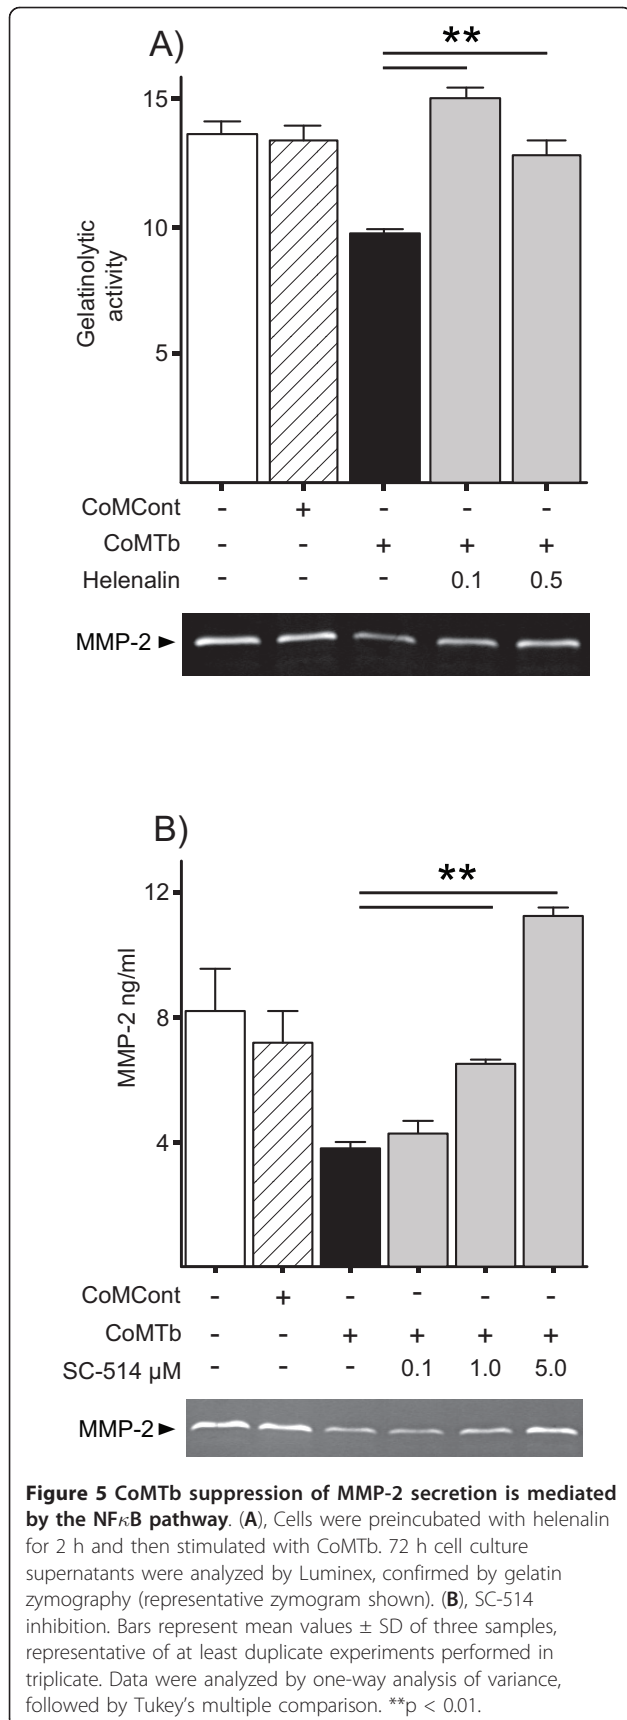 A)
**
15
10
5
Gelatinolytic
activity
CoMCont - + - - -
CoMTb - - + + +
Helenalin - - - 0.1 0.5
MMP-2 ►
B)
**
12
8
4
MMP-2 ng/ml
CoMCont - + - - - -
CoMTb - - + + + +
SC-514 µM - - - 0.1 1.0 5.0
MMP-2 ►
Figure 5 CoMTb suppression of MMP-2 secretion is mediated
by the NFκB pathway. (A), Cells were preincubated with helenalin
for 2 h and then stimulated with CoMTb. 72 h cell culture
supernatants were analyzed by Luminex, confirmed by gelatin
zymography (representative zymogram shown). (B), SC-514
inhibition. Bars represent mean values ± SD of three samples,
representative of at least duplicate experiments performed in
triplicate. Data were analyzed by one-way analysis of variance,
followed by Tukey's multiple comparison. **p < 0.01.